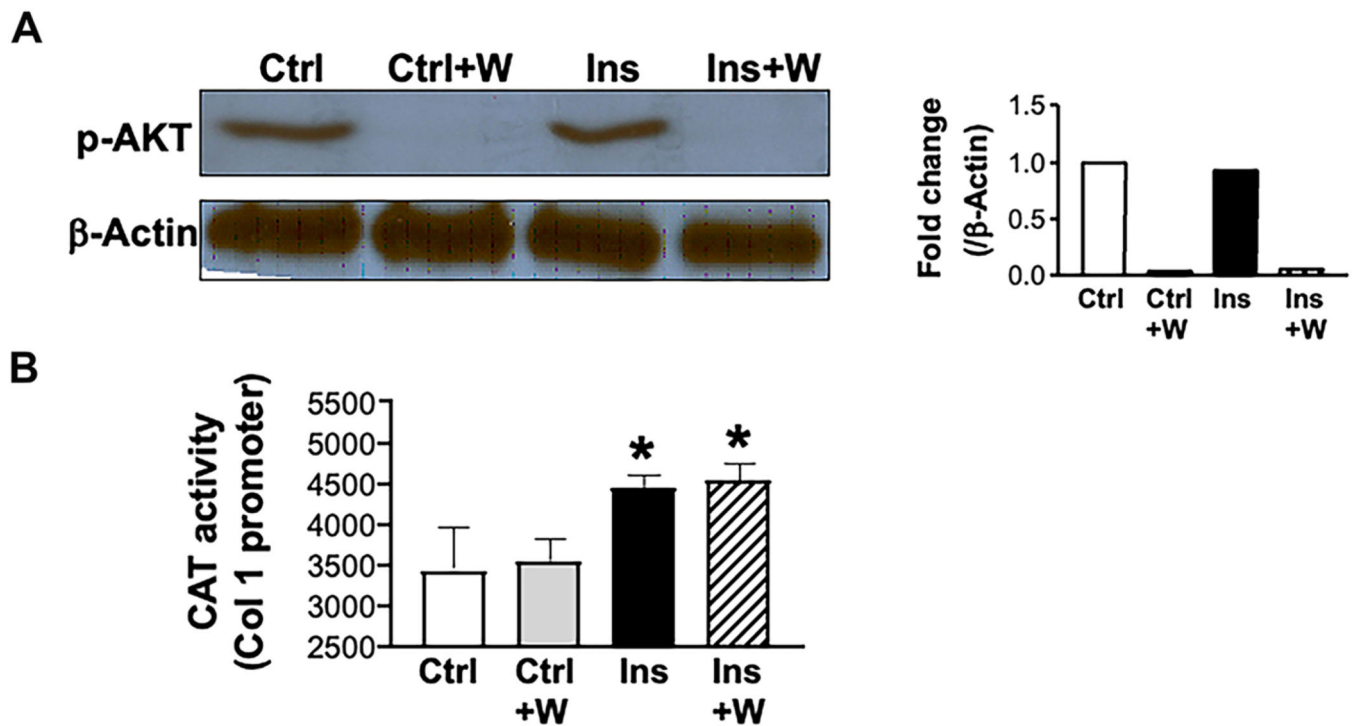 A
Ctrl Ctrl+W Ins Ins+W
p-AKT
β-Actin
Fold change
(/β-Actin)
1.5
1.0
0.5
0.0
Ctrl Ctrl Ins Ins
+W +W
B
CAT activity
(Col 1 promoter)
5500
5000
4500
4000
3500
3000
2500
* *
Ctrl Ctrl Ins Ins
+W +W